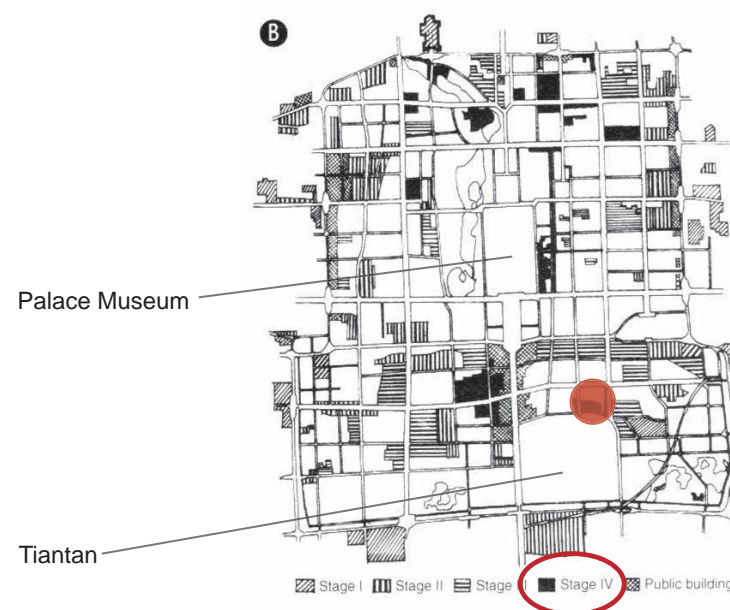 B
Palace Museum
Tiantan
Stage I Stage II Stage I Stage IV Public building